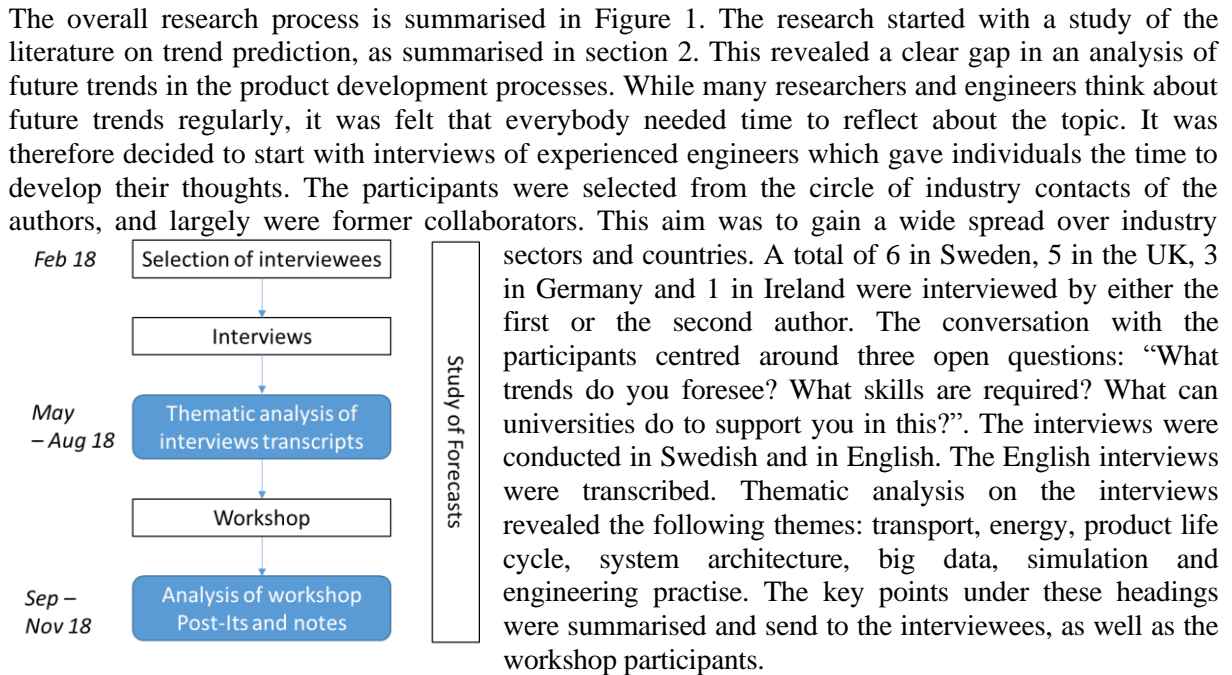 The overall research process is summarised in Figure 1. The research started with a study of the
literature on trend prediction, as summarised in section 2. This revealed a clear gap in an analysis of
future trends in the product development processes. While many researchers and engineers think about
future trends regularly, it was felt that everybody needed time to reflect about the topic. It was
therefore decided to start with interviews of experienced engineers which gave individuals the time to
develop their thoughts. The participants were selected from the circle of industry contacts of the
authors, and largely were former collaborators. This aim was to gain a wide spread over industry
sectors and countries. A total of 6 in Sweden, 5 in the UK, 3
in Germany and 1 in Ireland were interviewed by either the
first or the second author. The conversation with the
participants centred around three open questions: “What
trends do you foresee? What skills are required? What can
universities do to support you in this?”. The interviews were
conducted in Swedish and in English. The English interviews
were transcribed. Thematic analysis on the interviews
revealed the following themes: transport, energy, product life
cycle, system architecture, big data, simulation and
engineering practise. The key points under these headings
were summarised and send to the interviewees, as well as the
workshop participants.
Feb 18
Selection of interviewees
Interviews
May
– Aug 18
Thematic analysis of
interviews transcripts
Workshop
Sep –
Nov 18
Analysis of workshop
Post-Its and notes
Study of Forecasts